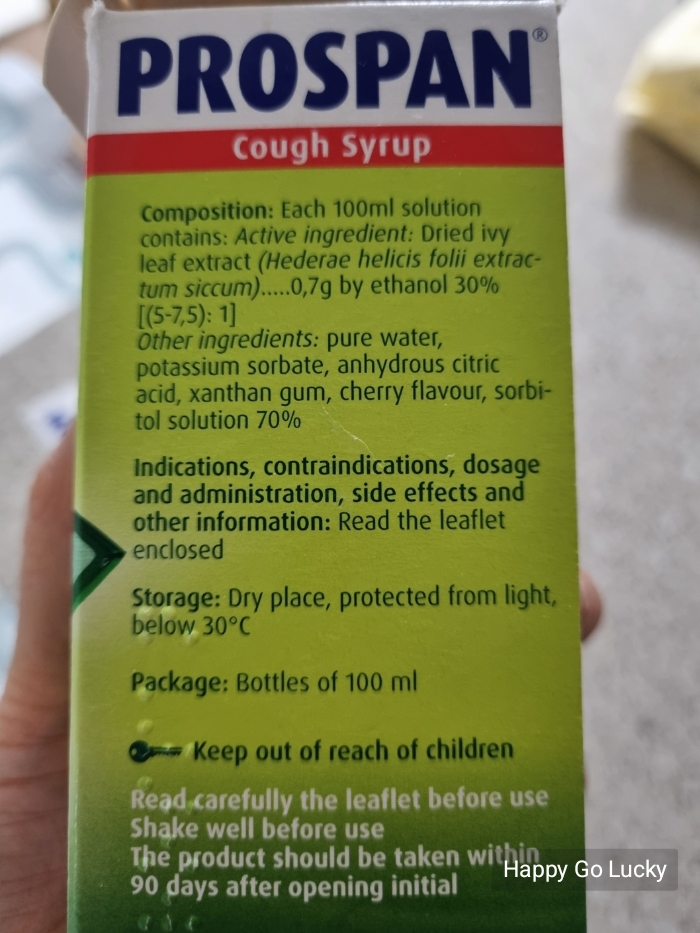 PROSPAN®
Cough Syrup
Composition: Each 100ml solution
contains: Active ingredient: Dried ivy
leaf extract (Hederae helicis folii extrac-
tum siccum).....0,7g by ethanol 30%
[(5-7,5): 1]
Other ingredients: pure water,
potassium sorbate, anhydrous citric
acid, xanthan gum, cherry flavour, sorbi-
tol solution 70%
Indications, contraindications, dosage
and administration, side effects and
other information: Read the leaflet
enclosed
Storage: Dry place, protected from light,
below 30°C
Package: Bottles of 100 ml
Keep out of reach of children
Read carefully the leaflet before use
Shake well before use
The product should be taken within
90 days after opening initial
Happy Go Lucky